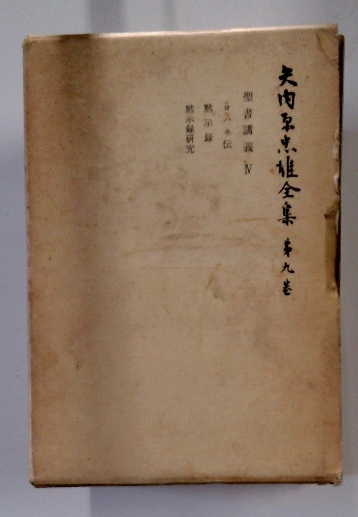 矢内原忠雄全集 第九巻
聖書講義 Ⅳ
ヨハネ伝
黙示録
黙示録研究